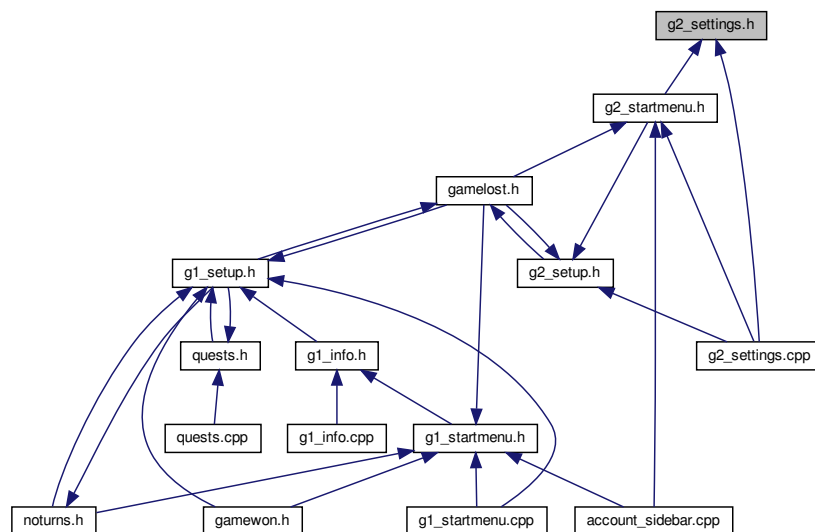 g2_settings.h
g2_startmenu.h
gamelost.h
g1_setup.h
g2_setup.h
quests.h
g1_info.h
g2_settings.cpp
quests.cpp
g1_info.cpp
g1_startmenu.h
noturns.h
gamewon.h
g1_startmenu.cpp
account_sidebar.cpp